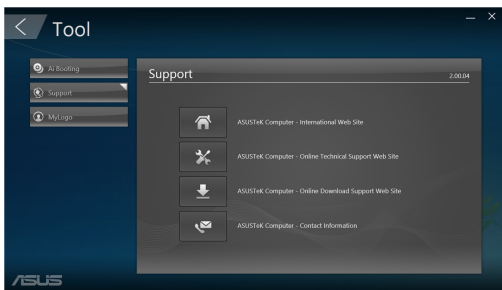 Tool
Ai Booting
Support
MyLogo
Support
2.00.04
ASUSTeK Computer - International Web Site
ASUSTeK Computer - Online Technical Support Web Site
ASUSTeK Computer - Online Download Support Web Site
ASUSTeK Computer - Contact Information
ASUS